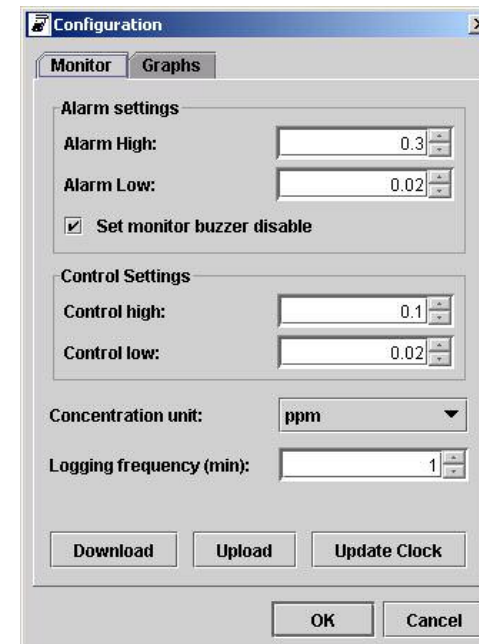 Configuration
Monitor Graphs
Alarm settings
Alarm High: 0.3
Alarm Low: 0.02
Set monitor buzzer disable
Control Settings
Control high: 0.1
Control low: 0.02
Concentration unit: ppm
Logging frequency (min): 1
Download Upload Update Clock
OK Cancel